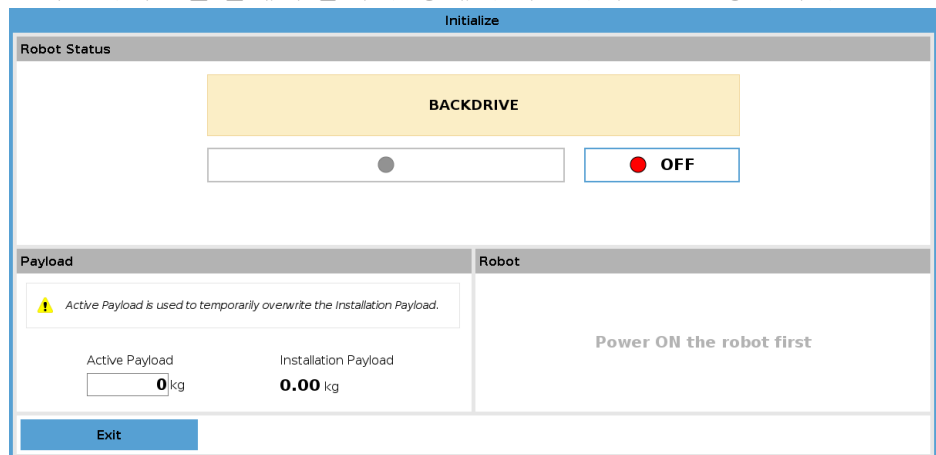 Initialize
Robot Status
BACKDRIVE
OFF
Payload
Active Payload is used to temporarily overwrite the Installation Payload.
Active Payload
Installation Payload
0 kg
0.00 kg
Robot
Power ON the robot first
Exit